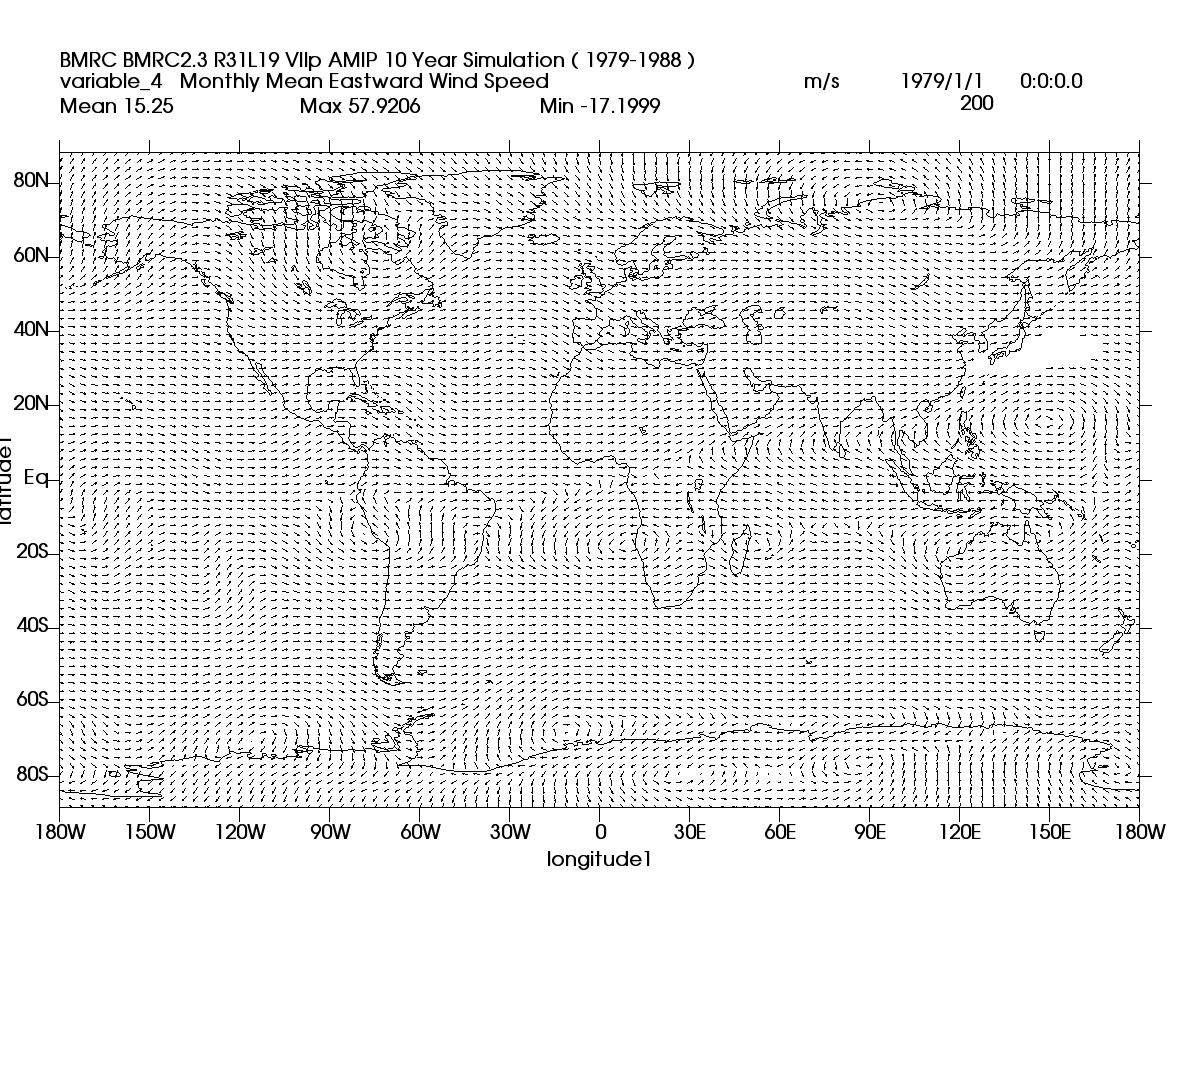 BMRC BMRC2.3 R31L19 VIIp AMIP 10 Year Simulation ( 1979-1988 )
variable_4 Monthly Mean Eastward Wind Speed m/s 1979/1/1 0:0:0.0
Mean 15.25 Max 57.9206 Min -17.1999 200
80N
60N
40N
20N
Eq
20S
40S
60S
80S
latitude1
180W 150W 120W 90W 60W 30W 0 30E 60E 90E 120E 150E 180W
longitude1